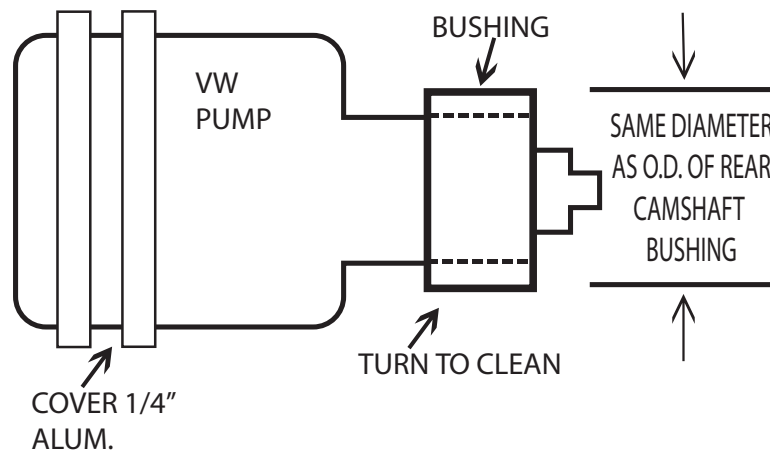 BUSHING
VW
PUMP
SAME DIAMETER
AS O.D. OF REAR
CAMSHAFT
BUSHING
TURN TO CLEAN
COVER 1/4”
ALUM.